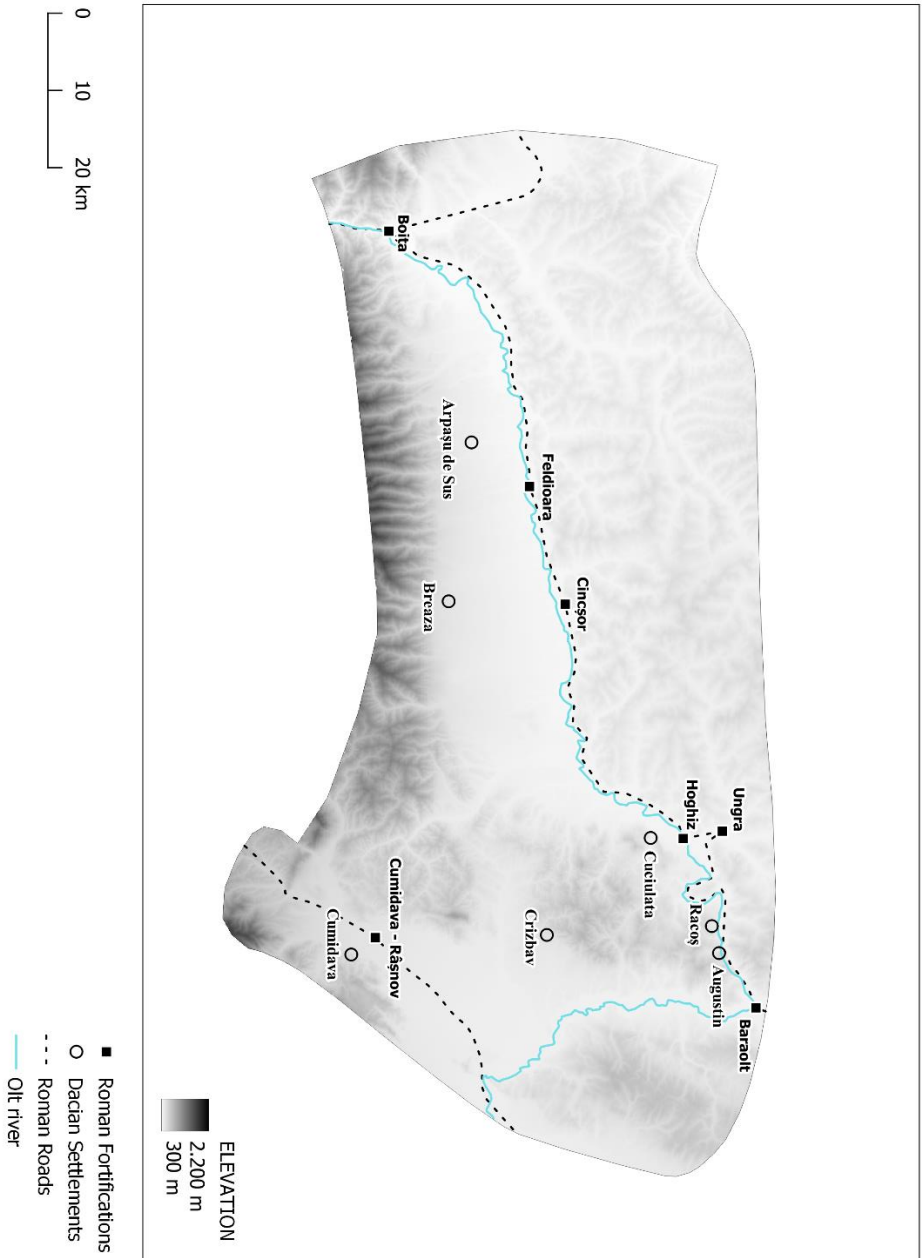 Baraolt
Ungra
Augustin
Hoghiz
Racoș
Cuciulata
Cincșor
Feldioara
Crizbav
Arpașu de Sus
Breaza
Boița
Cumidava - Râșnov
Cumidava
ELEVATION
2.200 m
300 m
Roman Fortifications
Dacian Settlements
Roman Roads
Olt river
0 10 20 km